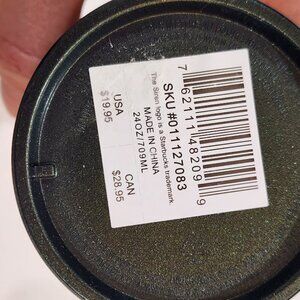 7 62111 48209 9
SKU #011127083
The Siren logo is a Starbucks trademark.
MADE IN CHINA
24OZ/709ML
USA
$19.95
CAN
$28.95